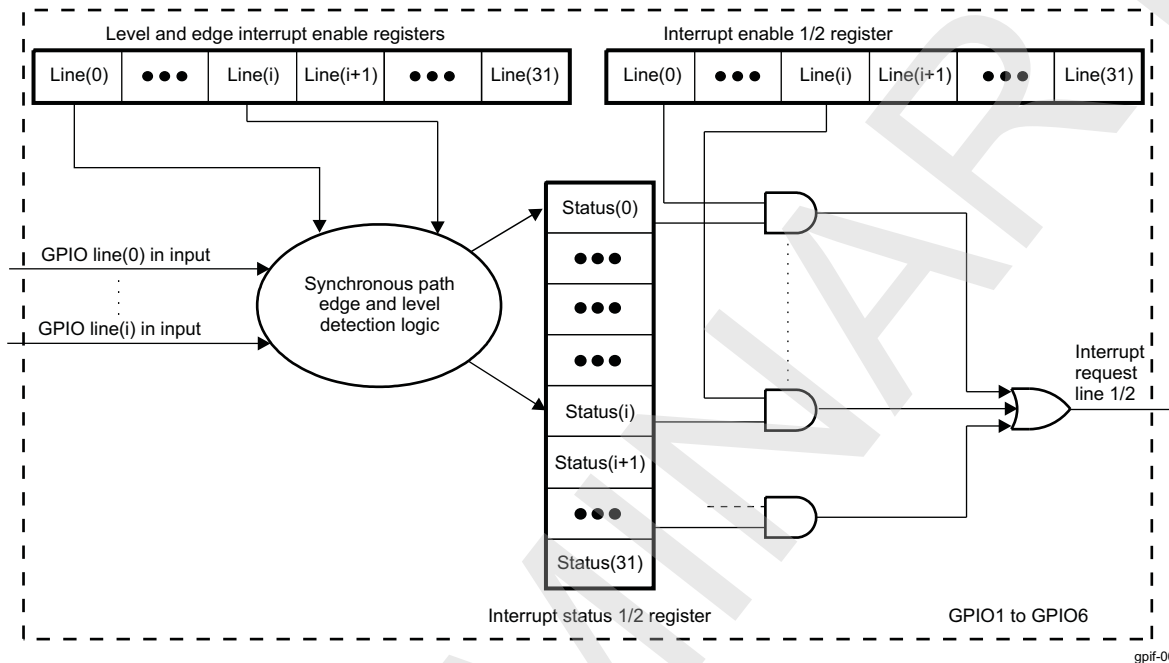 Level and edge interrupt enable registers
Interrupt enable 1/2 register
Line(0) ●●● Line(i) Line(i+1) ●●● Line(31)
Line(0) ●●● Line(i) Line(i+1) ●●● Line(31)
Status(0)
●●●
●●●
●●●
Status(i)
Status(i+1)
●●●
Status(31)
GPIO line(0) in input
GPIO line(i) in input
Synchronous path
edge and level
detection logic
Interrupt
request
line 1/2
Interrupt status 1/2 register
GPIO1 to GPIO6
MINAR